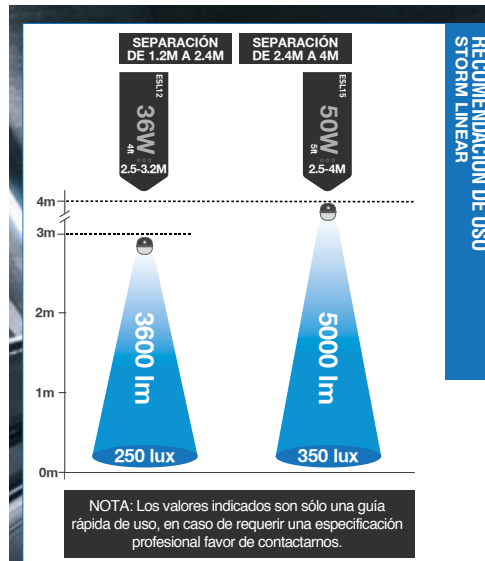 RECOMENDACIÓN DE USO
STORM LINEAR
SEPARACIÓN
DE 1.2M A 2.4M
SEPARACIÓN
DE 2.4M A 4M
ESL12
36W
4ft
2.5-3.2M
ESL15
50W
5ft
2.5-4M
4m
3m
2m
1m
0m
3600 lm
250 lux
5000 lm
350 lux
NOTA: Los valores indicados son sólo una guía
rápida de uso, en caso de requerir una especificación
profesional favor de contactarnos.